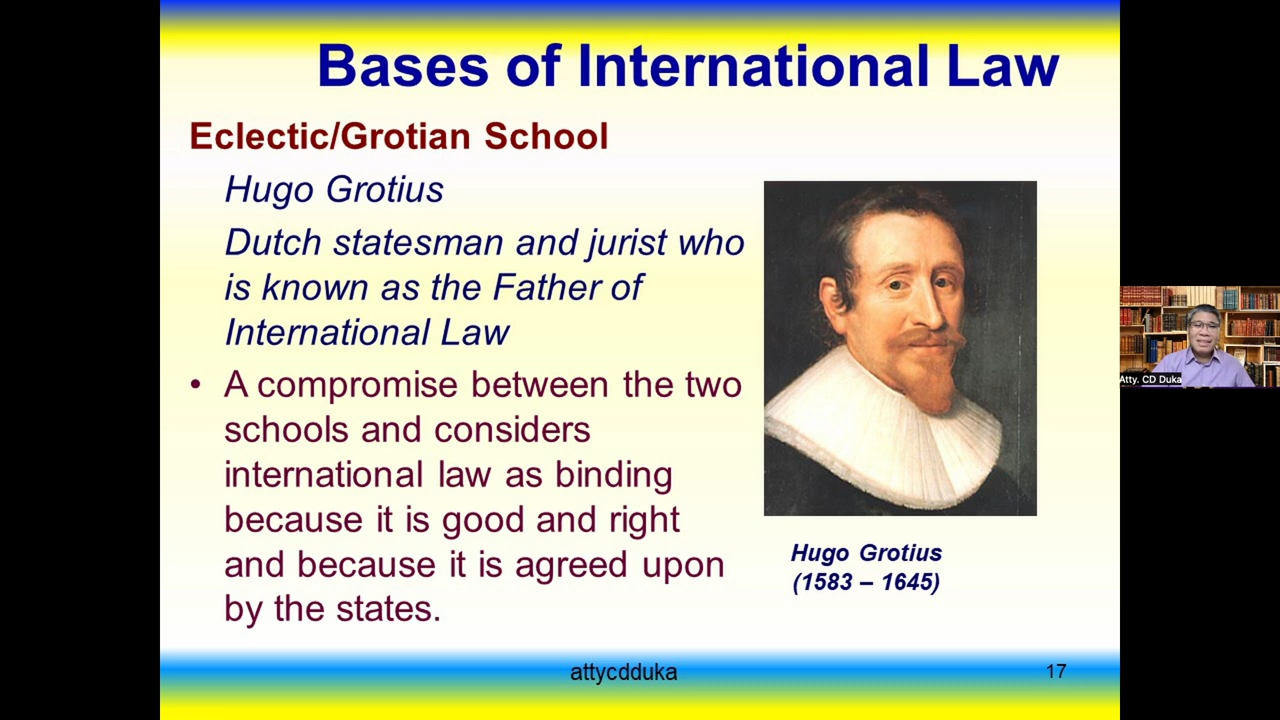 Bases of International Law
Eclectic/Grotian School
Hugo Grotius
Dutch statesman and jurist who
is known as the Father of
International Law
• A compromise between the two
schools and considers
international law as binding
because it is good and right
and because it is agreed upon
by the states.
Hugo Grotius
(1583 – 1645)
Atty. CD Duka
attycdduka
17